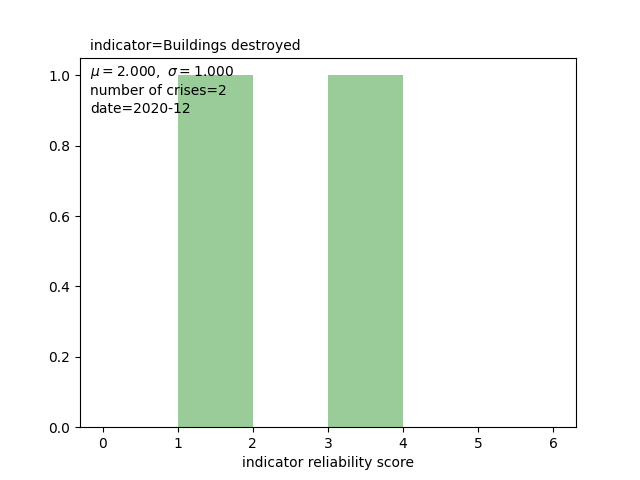 indicator=Buildings destroyed
μ = 2.000, σ = 1.000
number of crises=2
date=2020-12
1.0
0.8
0.6
0.4
0.2
0.0
0 1 2 3 4 5 6
indicator reliability score